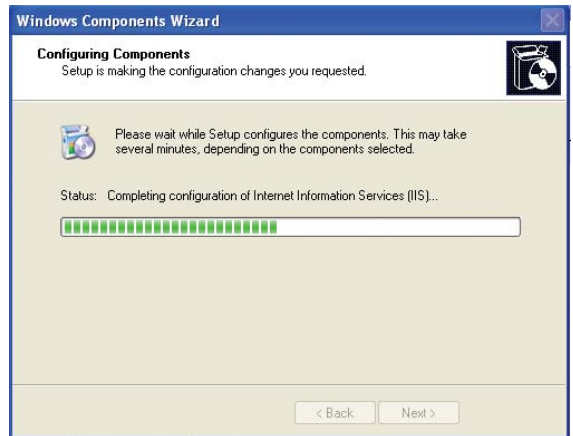 Windows Components Wizard
Configuring Components
Setup is making the configuration changes you requested.
Please wait while Setup configures the components. This may take
several minutes, depending on the components selected.
Status: Completing configuration of Internet Information Services (IIS)...
< Back Next >